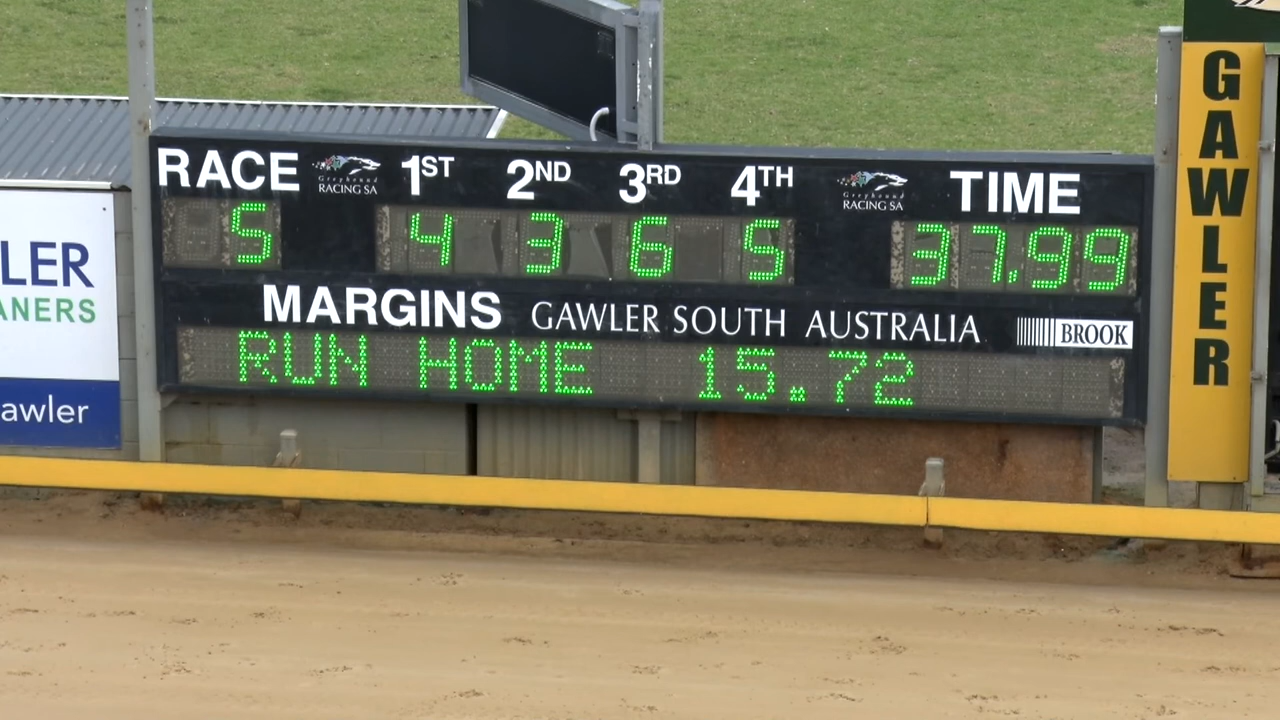 RACE Greyhound RACING SA 1ST 2ND 3RD 4TH Greyhound RACING SA TIME
5 4 3 6 5 37.99
MARGINS GAWLER SOUTH AUSTRALIA BROOK
RUN HOME 15.72
LER
ANERS
awler
GAWLER